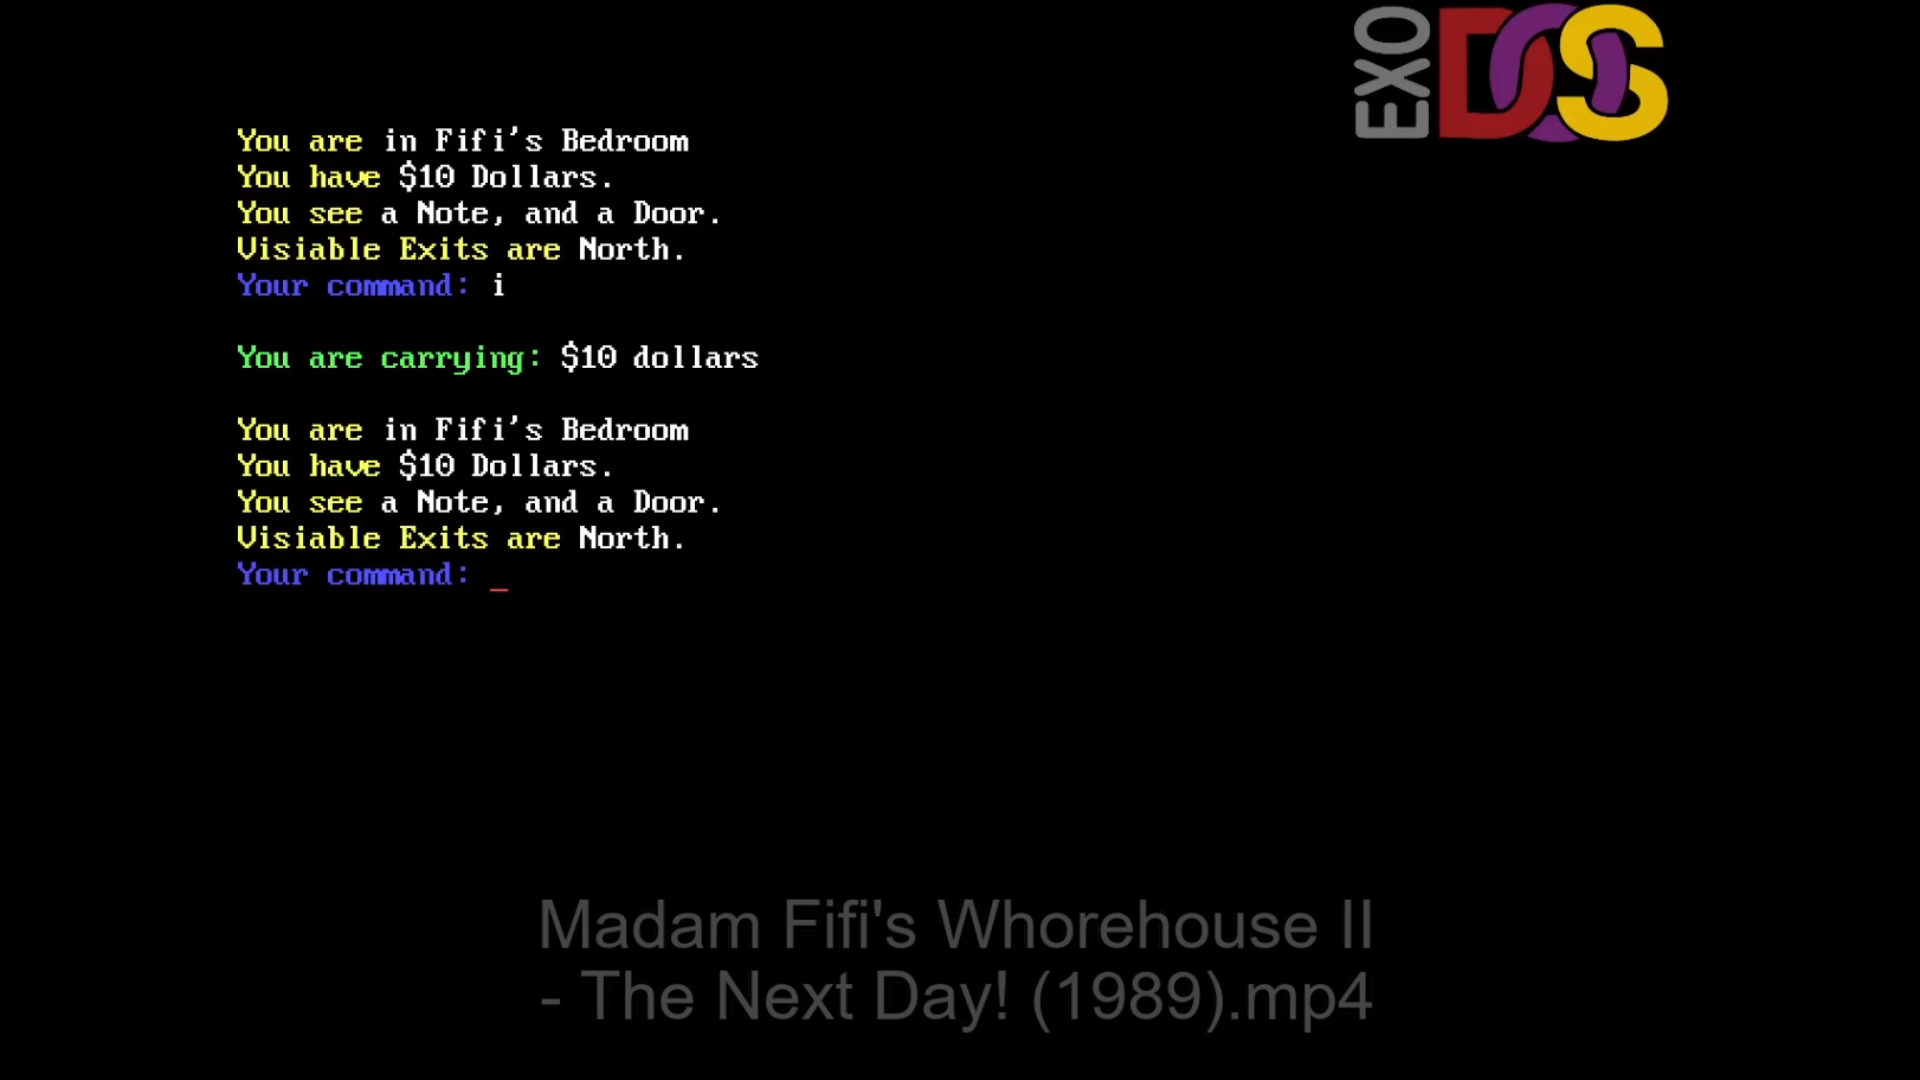 EXO DOS
You are in Fifi's Bedroom
You have $10 Dollars.
You see a Note, and a Door.
Visiable Exits are North.
Your command: i
You are carrying: $10 dollars
You are in Fifi's Bedroom
You have $10 Dollars.
You see a Note, and a Door.
Visiable Exits are North.
Your command: _
Madam Fifi's Whorehouse II
- The Next Day! (1989).mp4